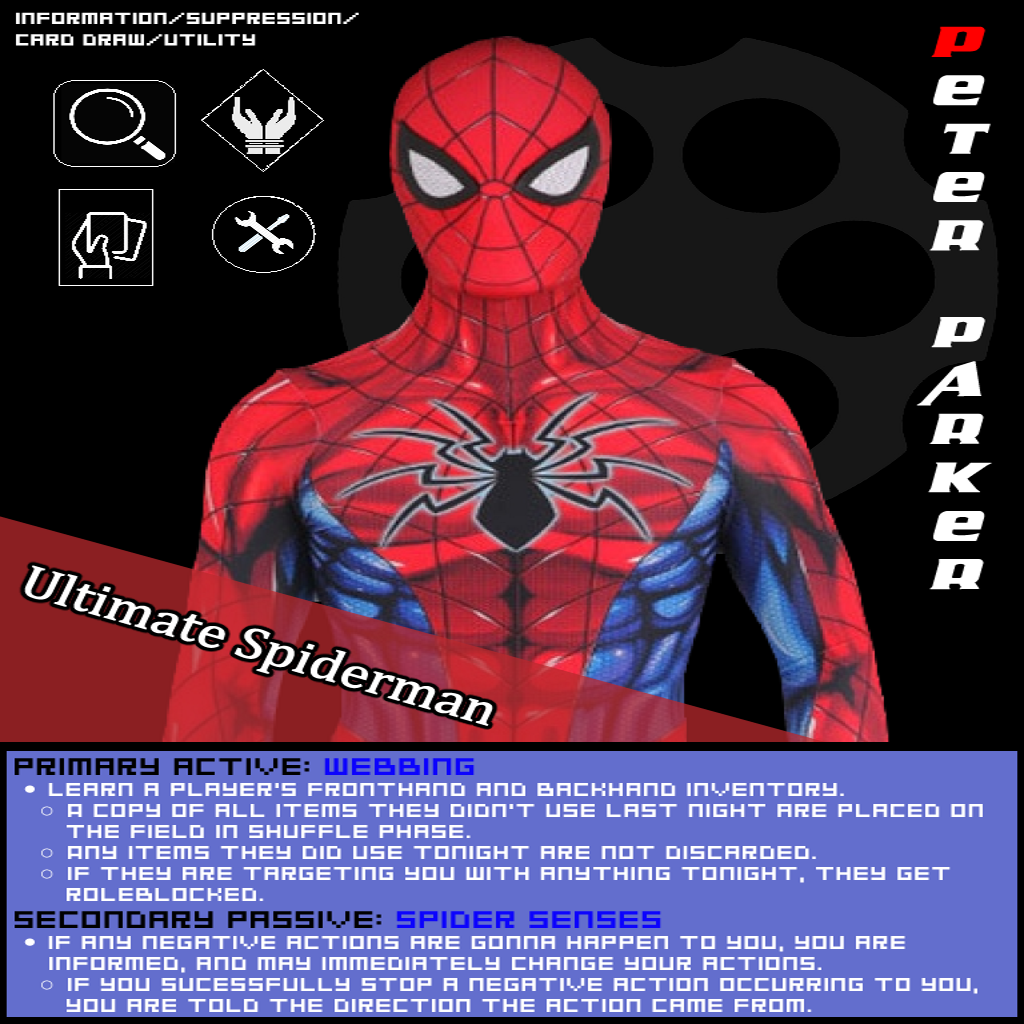 INFORMATION/SUPPRESSION/
CARD DRAW/UTILITY
PETER PARKER
Ultimate Spiderman
PRIMARY ACTIVE: WEBBING
• LEARN A PLAYER'S FRONTHAND AND BACKHAND INVENTORY.
○ A COPY OF ALL ITEMS THEY DIDN'T USE LAST NIGHT ARE PLACED ON
THE FIELD IN SHUFFLE PHASE.
○ ANY ITEMS THEY DID USE TONIGHT ARE NOT DISCARDED.
○ IF THEY ARE TARGETING YOU WITH ANYTHING TONIGHT, THEY GET
ROLEBLOCKED.
SECONDARY PASSIVE: SPIDER SENSES
• IF ANY NEGATIVE ACTIONS ARE GONNA HAPPEN TO YOU, YOU ARE
INFORMED, AND MAY IMMEDIATELY CHANGE YOUR ACTIONS.
○ IF YOU SUCESSFULLY STOP A NEGATIVE ACTION OCCURRING TO YOU,
YOU ARE TOLD THE DIRECTION THE ACTION CAME FROM.